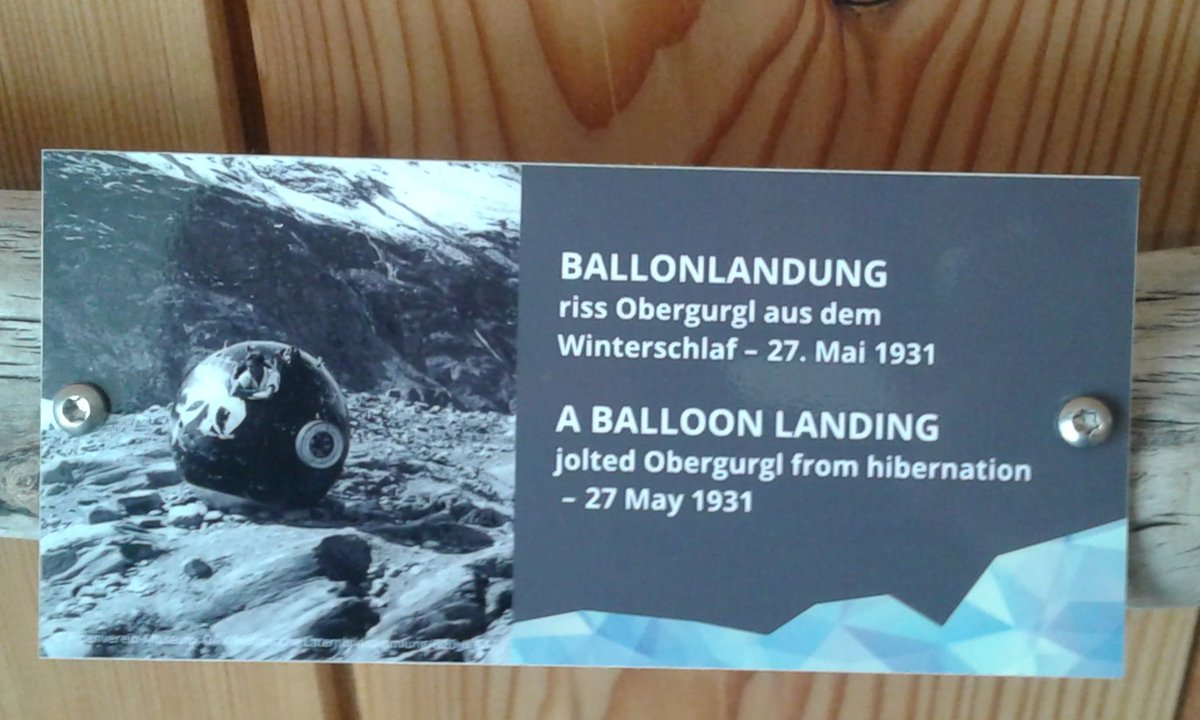 BALLONLANDUNG
riss Obergurgl aus dem
Winterschlaf – 27. Mai 1931
A BALLOON LANDING
jolted Obergurgl from hibernation
– 27 May 1931